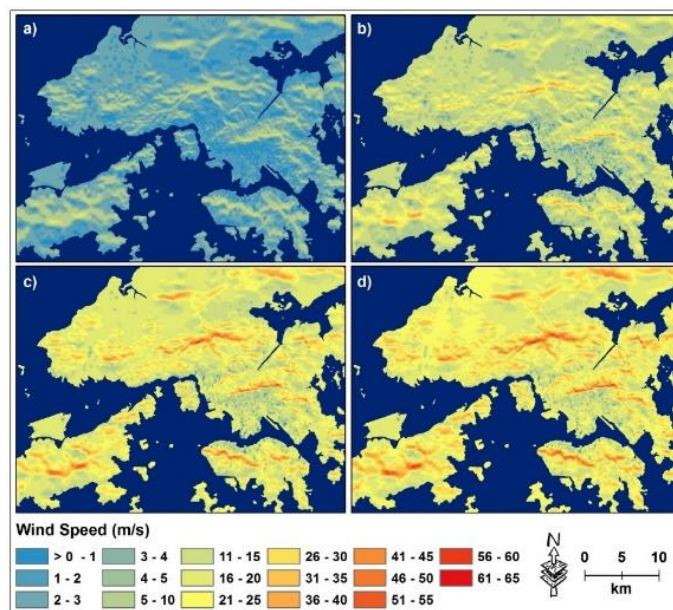 a)
b)
c)
d)
Wind Speed (m/s)
> 0 - 1
3 - 4
11 - 15
26 - 30
41 - 45
56 - 60
1 - 2
4 - 5
16 - 20
31 - 35
46 - 50
61 - 65
2 - 3
5 - 10
21 - 25
36 - 40
51 - 55
N
0 5 10
km